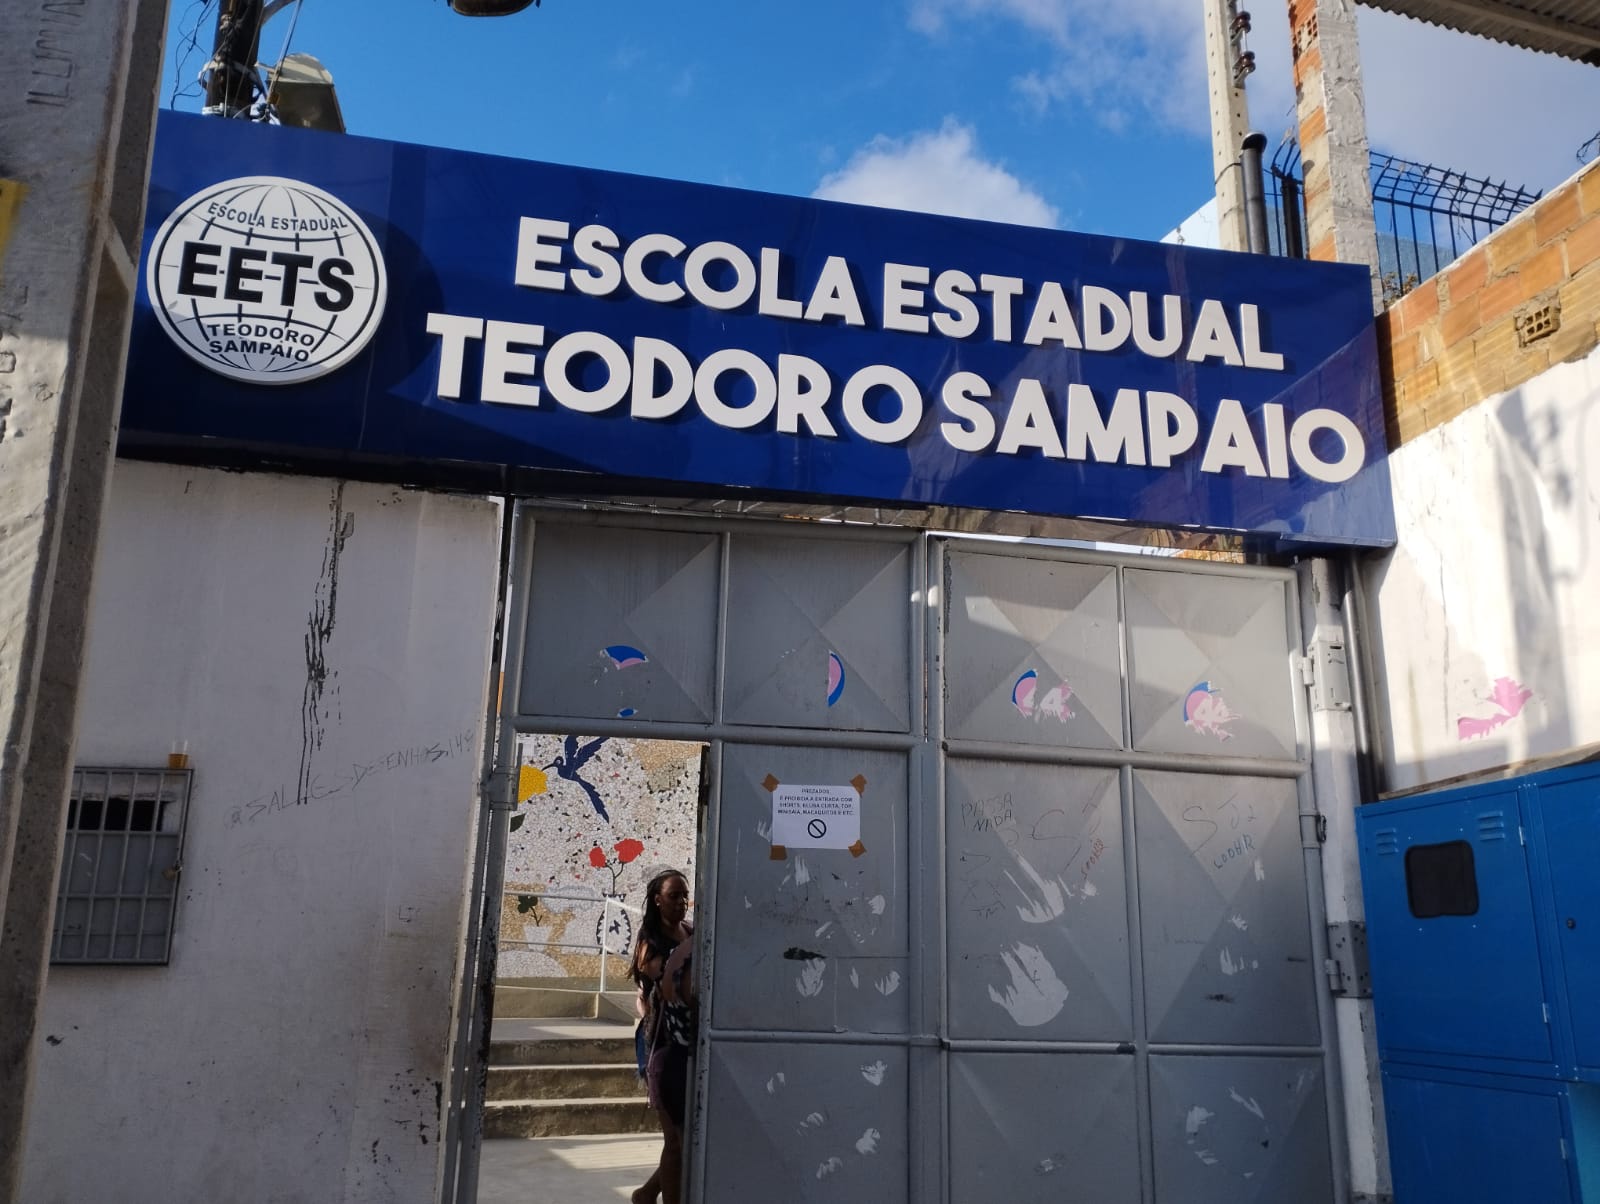 ESCOLA ESTADUAL
EETS
TEODORO
SAMPAIO
ESCOLA ESTADUAL
TEODORO SAMPAIO
PREZADOS,
É PROIBIDA A ENTRADA COM
SHORTS, BLUSA CURTA, TOP,
MINISAIA, MACAQUITOS E ETC.